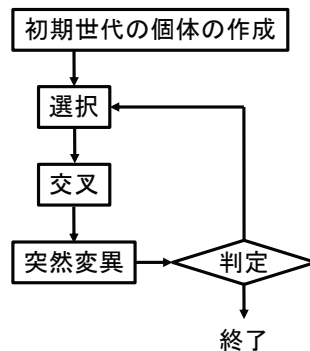 初期世代の個体の作成
選択
交叉
突然変異
判定
終了